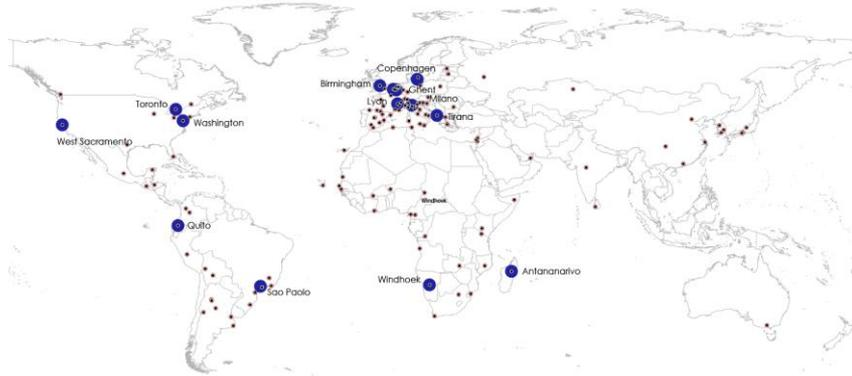 Copenhagen
Birmingham
Ghent
Lyon
Milano
Toronto
Washington
Tirana
West Sacramento
Windhoek
Quito
Antananarivo
Windhoek
Sao Paolo